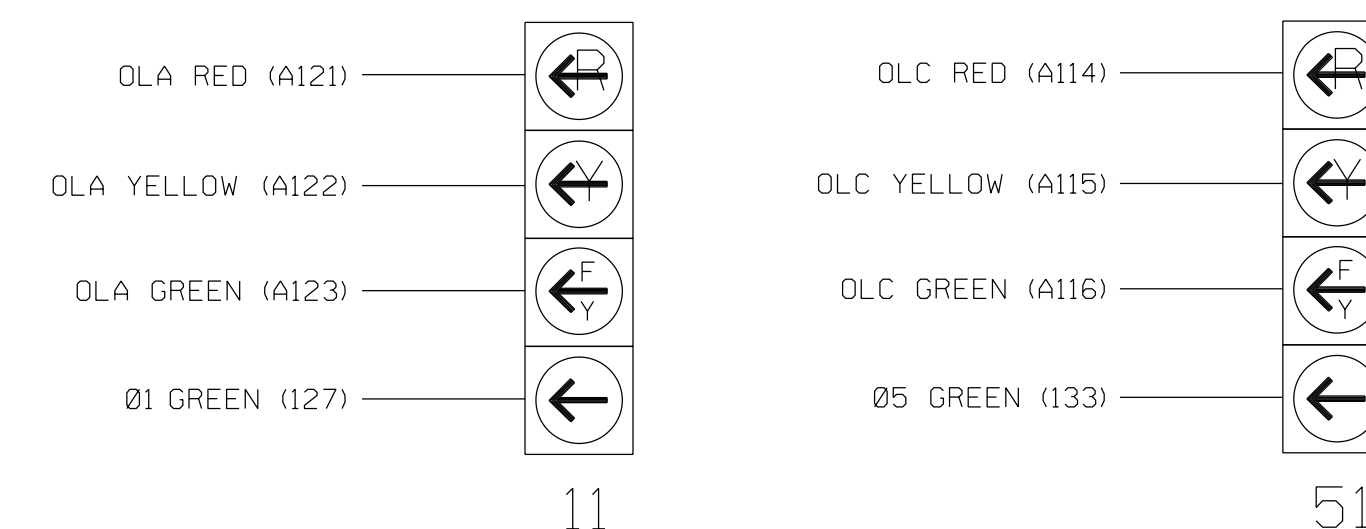 OLA RED (A121)
R
OLA YELLOW (A122)
Y
OLA GREEN (A123)
F
Y
Ø1 GREEN (127)
11
OLC RED (A114)
R
OLC YELLOW (A115)
Y
OLC GREEN (A116)
F
Y
Ø5 GREEN (133)
51